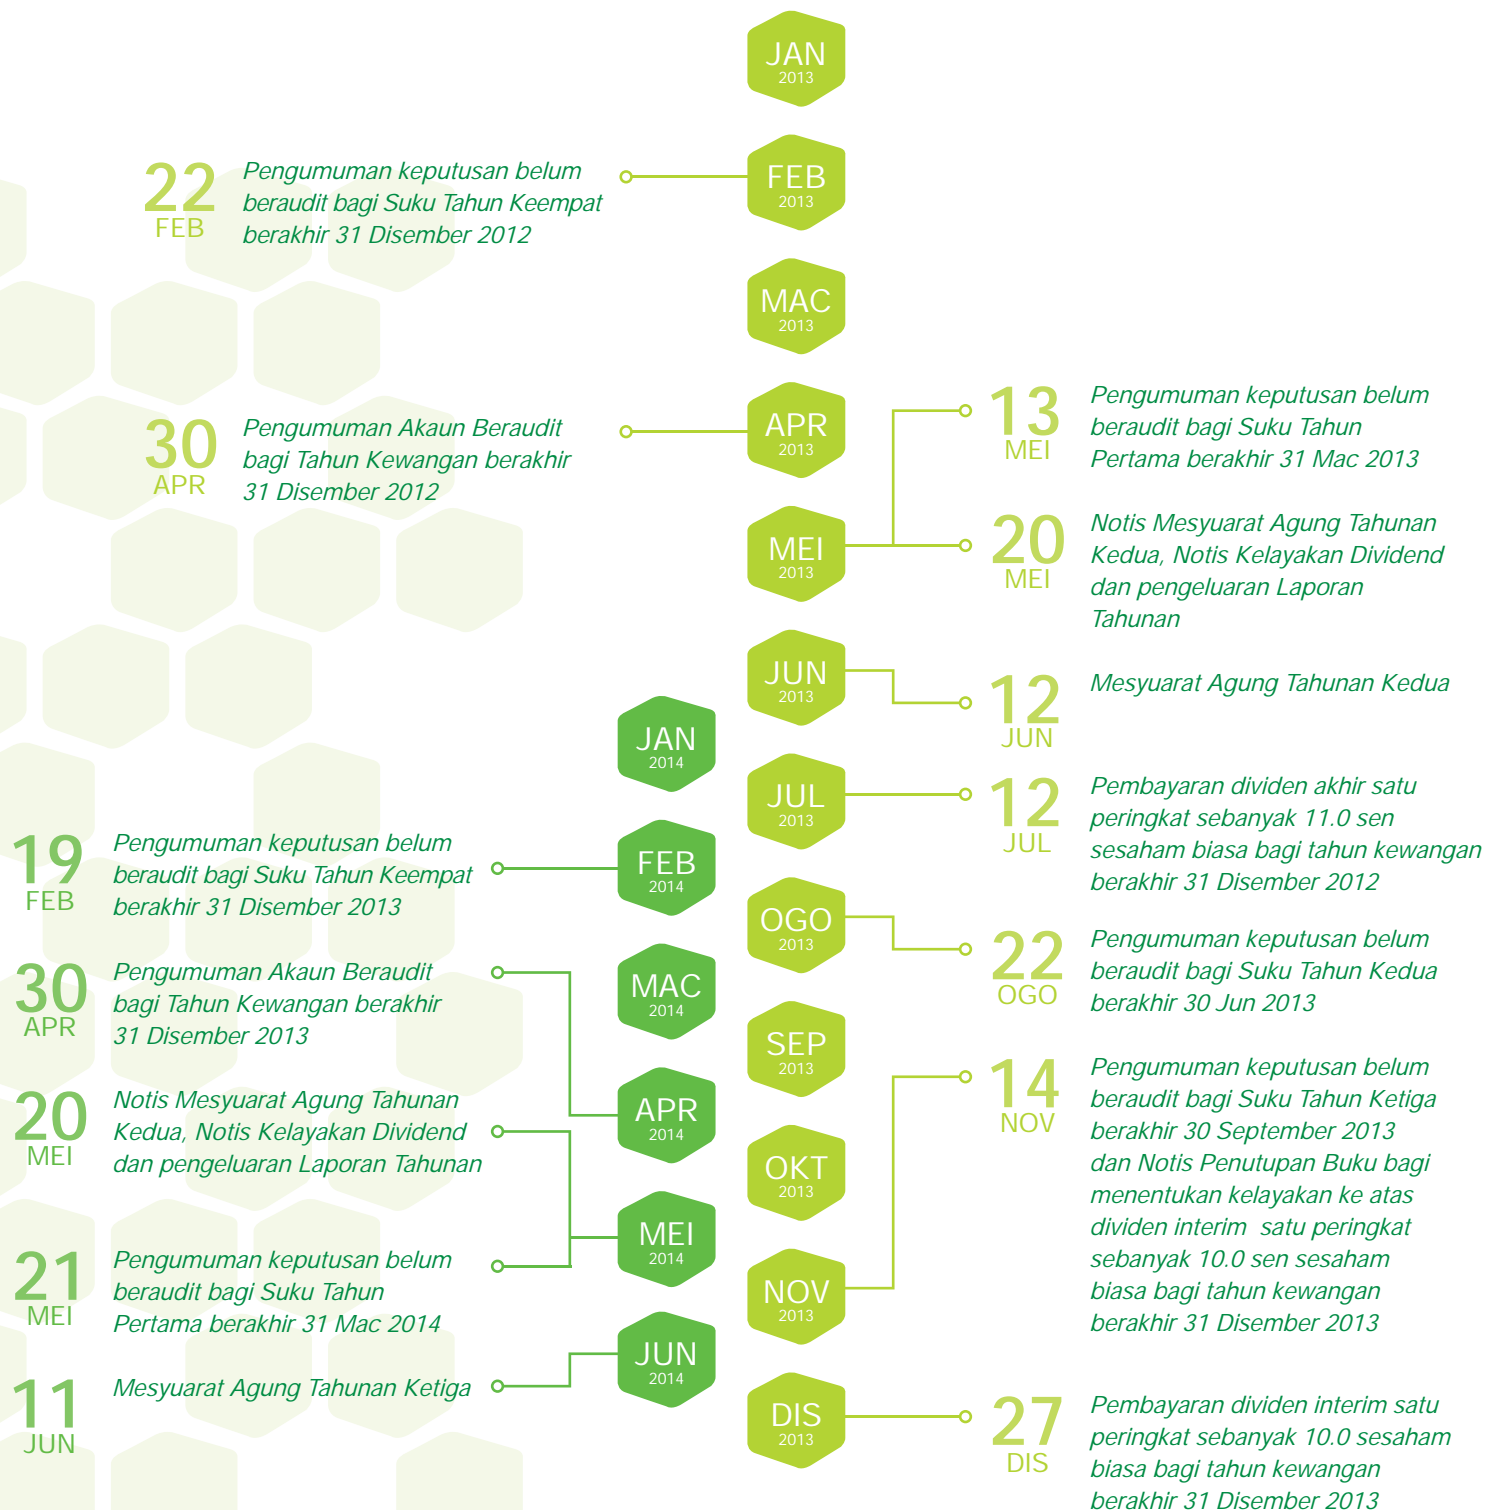 JAN
2013
FEB
2013
22
FEB
Pengumuman keputusan belum
beraudit bagi Suku Tahun Keempat
berakhir 31 Disember 2012
MAC
2013
APR
2013
30
APR
Pengumuman Akaun Beraudit
bagi Tahun Kewangan berakhir
31 Disember 2012
MEI
2013
13
MEI
Pengumuman keputusan belum
beraudit bagi Suku Tahun
Pertama berakhir 31 Mac 2013
20
MEI
Notis Mesyuarat Agung Tahunan
Kedua, Notis Kelayakan Dividend
dan pengeluaran Laporan
Tahunan
JUN
2013
12
JUN
Mesyuarat Agung Tahunan Kedua
JUL
2013
12
JUL
Pembayaran dividen akhir satu
peringkat sebanyak 11.0 sen
sesaham biasa bagi tahun kewangan
berakhir 31 Disember 2012
OGO
2013
22
OGO
Pengumuman keputusan belum
beraudit bagi Suku Tahun Kedua
berakhir 30 Jun 2013
SEP
2013
OKT
2013
NOV
2013
14
NOV
Pengumuman keputusan belum
beraudit bagi Suku Tahun Ketiga
berakhir 30 September 2013
dan Notis Penutupan Buku bagi
menentukan kelayakan ke atas
dividen interim  satu peringkat
sebanyak 10.0 sen sesaham
biasa bagi tahun kewangan
berakhir 31 Disember 2013
DIS
2013
27
DIS
Pembayaran dividen interim satu
peringkat sebanyak 10.0 sesaham
biasa bagi tahun kewangan
berakhir 31 Disember 2013
JAN
2014
FEB
2014
19
FEB
Pengumuman keputusan belum
beraudit bagi Suku Tahun Keempat
berakhir 31 Disember 2013
MAC
2014
APR
2014
30
APR
Pengumuman Akaun Beraudit
bagi Tahun Kewangan berakhir
31 Disember 2013
MEI
2014
20
MEI
Notis Mesyuarat Agung Tahunan
Kedua, Notis Kelayakan Dividend
dan pengeluaran Laporan Tahunan
21
MEI
Pengumuman keputusan belum
beraudit bagi Suku Tahun
Pertama berakhir 31 Mac 2014
JUN
2014
11
JUN
Mesyuarat Agung Tahunan Ketiga